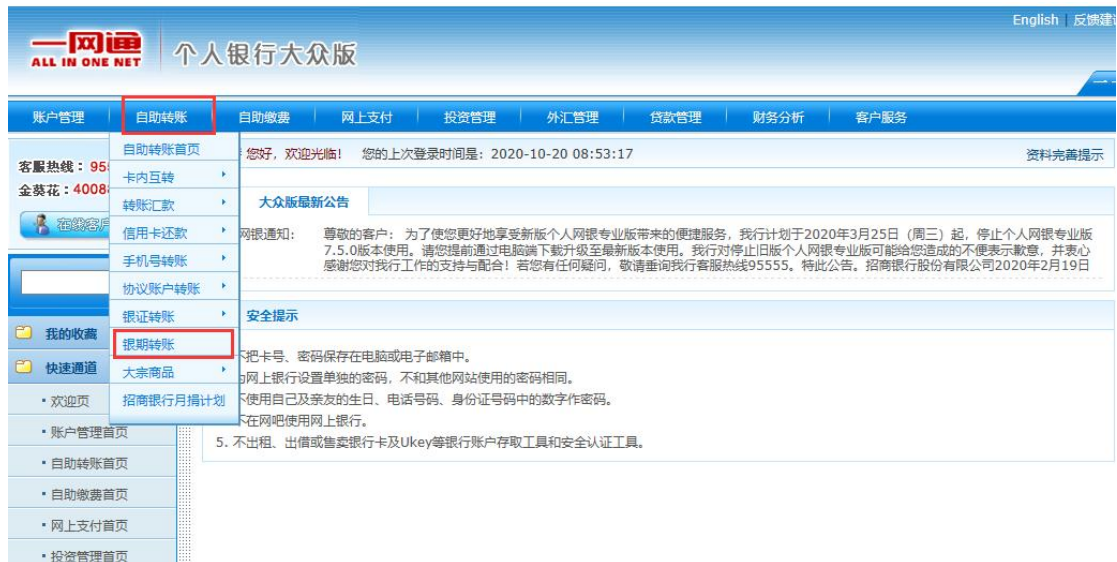 English | 反馈建
一网通
ALL IN ONE NET
个人银行大众版
账户管理 自助转账 自助缴费 网上支付 投资管理 外汇管理 贷款管理 财务分析 客户服务
您好，欢迎光临！ 您的上次登录时间是：2020-10-20 08:53:17 资料完善提示
客服热线：95
金葵花：4008
在线客户
自助转账首页
卡内互转
转账汇款
信用卡还款
手机号转账
协议账户转账
银证转账
银期转账
大宗商品
招商银行月捐计划
我的收藏
快速通道
• 欢迎页
• 账户管理首页
• 自助转账首页
• 自助缴费首页
• 网上支付首页
• 投资管理首页
大众版最新公告
网银通知： 尊敬的客户： 为了使您更好地享受新版个人网银专业版带来的便捷服务，我行计划于2020年3月25日（周三）起，停止个人网银专业版
7.5.0版本使用。请您提前通过电脑端下载升级至最新版本使用。我行对停止旧版个人网银专业版可能给您造成的不便表示歉意，并衷心
感谢您对我行工作的支持与配合！若您有任何疑问，敬请垂询我行客服热线95555。特此公告。招商银行股份有限公司2020年2月19日
安全提示
不把卡号、密码保存在电脑或电子邮箱中。
为网上银行设置单独的密码，不和其他网站使用的密码相同。
不使用自己及亲友的生日、电话号码、身份证号码中的数字作密码。
不在网吧使用网上银行。
5. 不出租、出借或售卖银行卡及Ukey等银行账户存取工具和安全认证工具。